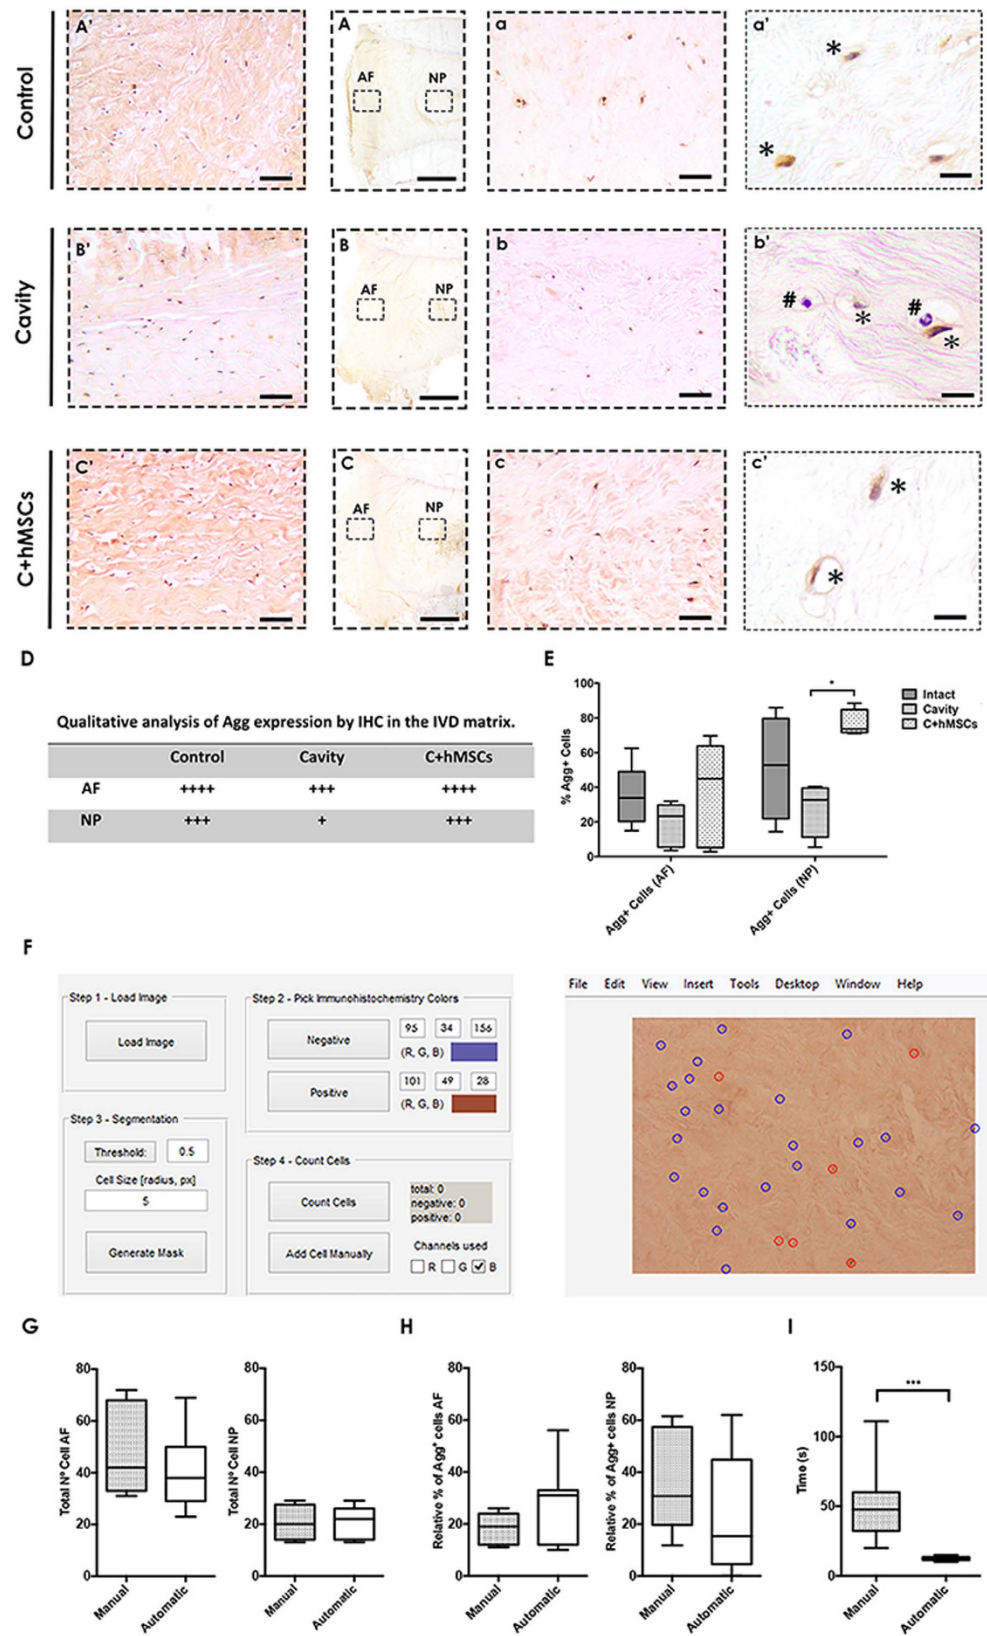 Control
A'
A
AF
NP
a
a'
*
*
Cavity
B'
B
AF
NP
b
b'
#
*
#
*
C+hMSCs
C'
C
AF
NP
c
c'
*
*
D
Qualitative analysis of Agg expression by IHC in the IVD matrix.
Control Cavity C+hMSCs
AF ++++ +++ ++++
NP +++ + +++
E
% Agg+ Cells
100
80
60
40
20
0
*
Intact
Cavity
C+hMSCs
Agg+ Cells (AF)
Agg+ Cells (NP)
F
Step 1 - Load Image
Load Image
Step 2 - Pick Immunohistochemistry Colors
Negative 95 34 156
(R, G, B)
Positive 101 49 28
(R, G, B)
Step 3 - Segmentation
Threshold: 0.5
Cell Size [radius, px]
5
Generate Mask
Step 4 - Count Cells
Count Cells
total: 0
negative: 0
positive: 0
Add Cell Manually
Channels used
R G B
File Edit View Insert Tools Desktop Window Help
G
Total Nº Cell AF
80
60
40
20
0
Manual
Automatic
Total Nº Cell NP
80
60
40
20
0
Manual
Automatic
H
Relative % of Agg+ cells AF
80
60
40
20
0
Manual
Automatic
Relative % of Agg+ cells NP
80
60
40
20
0
Manual
Automatic
I
Time (s)
150
100
50
0
***
Manual
Automatic